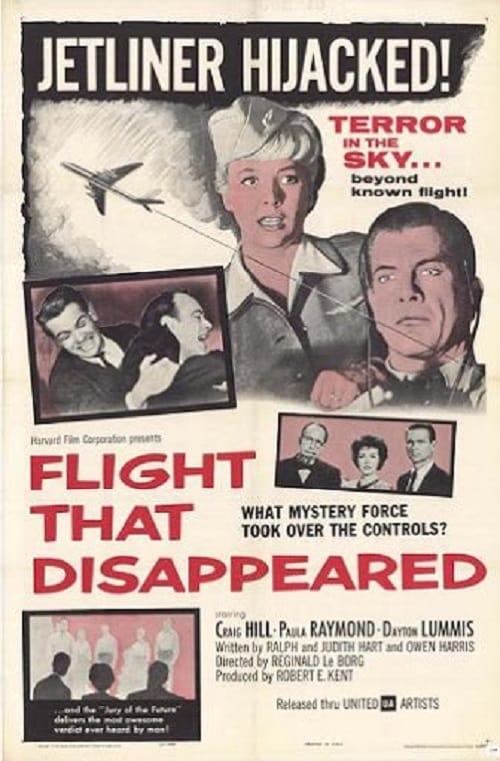 JETLINER HIJACKED!
TERROR
IN THE
SKY...
beyond
known flight!
Harvard Film Corporation presents
FLIGHT
THAT
DISAPPEARED
WHAT MYSTERY FORCE
TOOK OVER THE CONTROLS?
starring
CRAIG HILL · PAULA RAYMOND · DAYTON LUMMIS
Written by RALPH and JUDITH HART and OWEN HARRIS
Directed by REGINALD LE BORG
Produced by ROBERT E. KENT
Released thru UNITED UA ARTISTS
...and the "Jury of the Future"
delivers the most awesome
verdict ever heard by man!